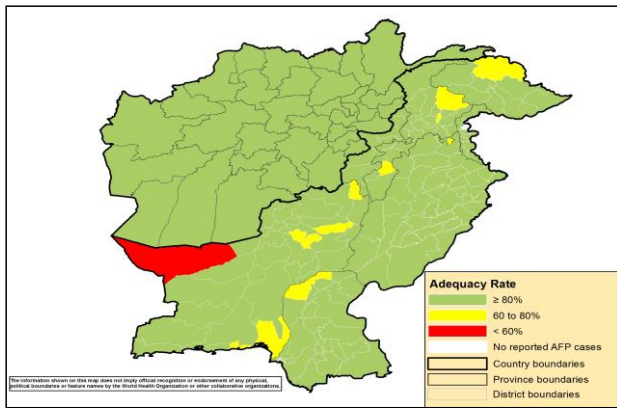 Adequacy Rate
≥ 80%
60 to 80%
< 60%
No reported AFP cases
Country boundaries
Province boundaries
District boundaries
The information shown on this map does not imply official recognition or endorsement of any physical,
political boundaries or feature names by the World Health Organization or other collaborative organizations.